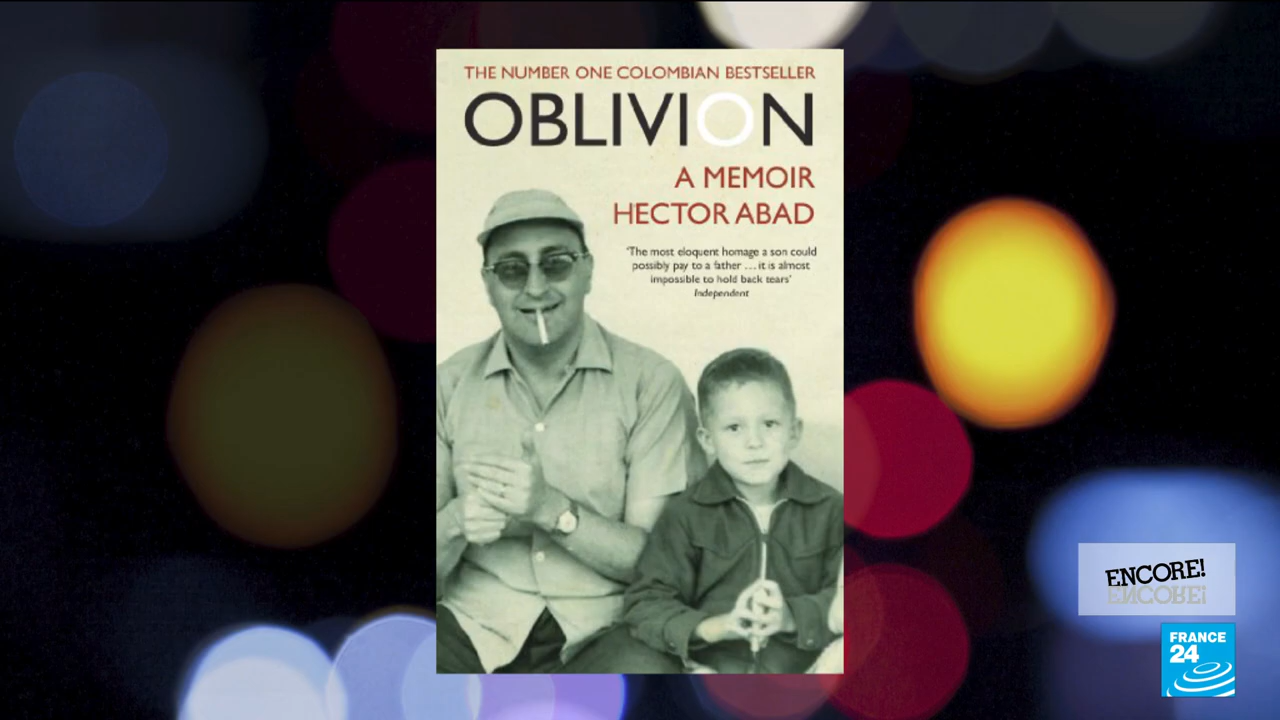 THE NUMBER ONE COLOMBIAN BESTSELLER
OBLIVION
A MEMOIR
HECTOR ABAD
'The most eloquent homage a son could
possibly pay to a father ... it is almost
impossible to hold back tears'
Independent
ENCORE!
ENCORE!
FRANCE
24